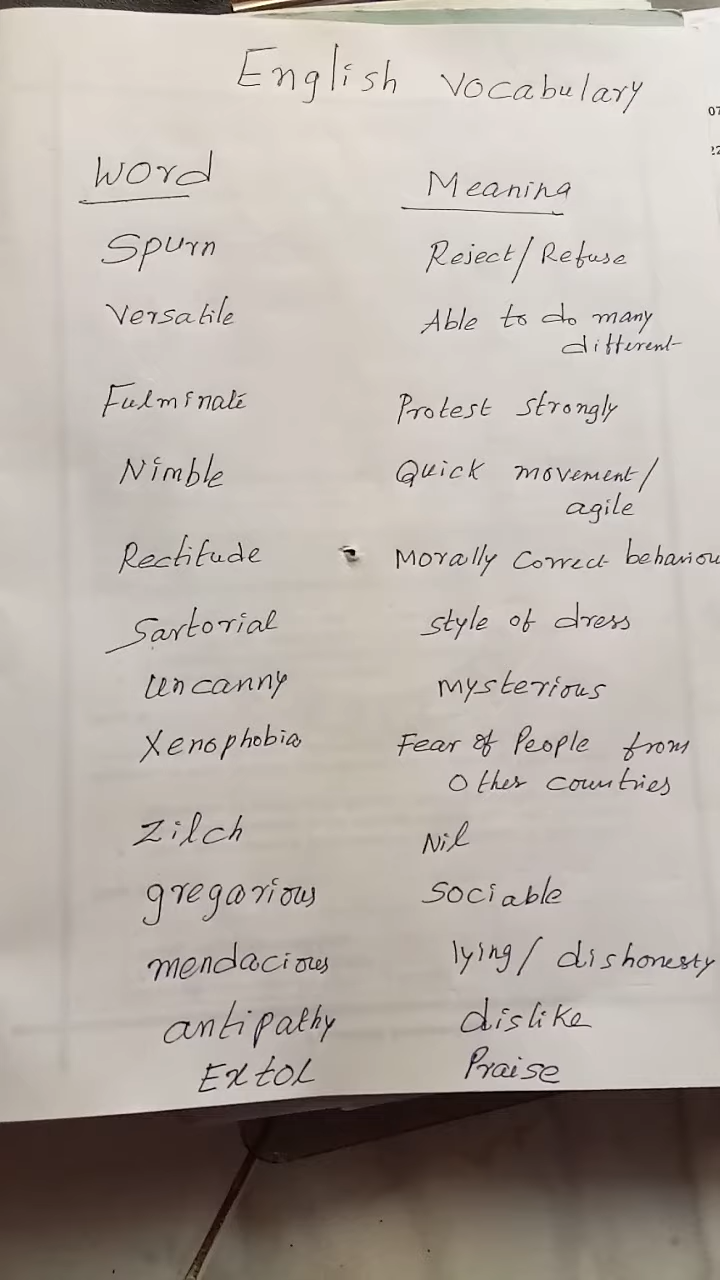 English Vocabulary
Word Meaning
Spurn Reject/Refuse
Versatile Able to do many
different
Fulminate Protest strongly
Nimble Quick movement/
agile
Rectitude Morally Correct behaviou
Sartorial style of dress
uncanny mysterious
Xenophobia Fear of People from
Other countries
Zilch Nil
gregarious sociable
mendacious lying/dishonesty
antipathy dislike
Extol Praise